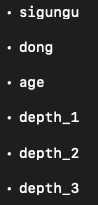 • sigungu
• dong
• age
• depth_1
• depth_2
• depth_3